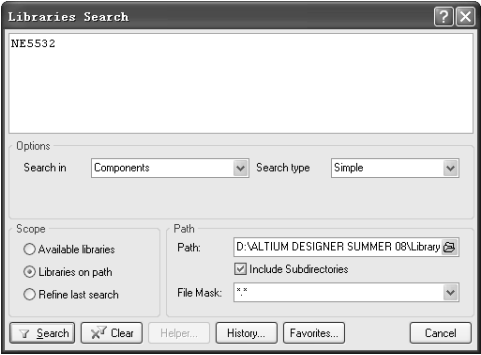 Libraries Search
NE5532
Options
Search in Components Search type Simple
Scope
Available libraries
Libraries on path
Refine last search
Path
Path: D:\ALTIUM DESIGNER SUMMER 08\Library
Include Subdirectories
File Mask: *.*
Search Clear Helper... History... Favorites... Cancel